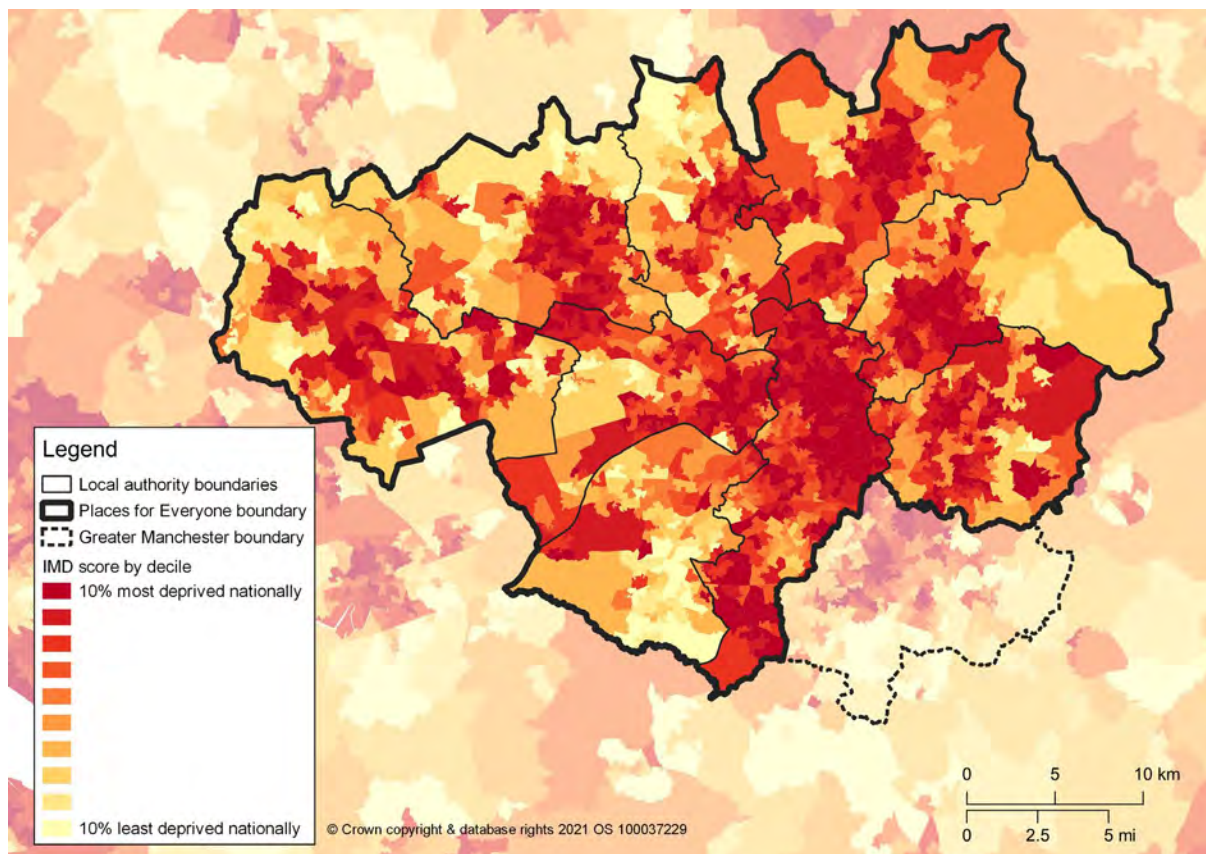 Legend
Local authority boundaries
Places for Everyone boundary
Greater Manchester boundary
IMD score by decile
10% most deprived nationally
10% least deprived nationally
© Crown copyright & database rights 2021 OS 100037229
0 5 10 km
0 2.5 5 mi